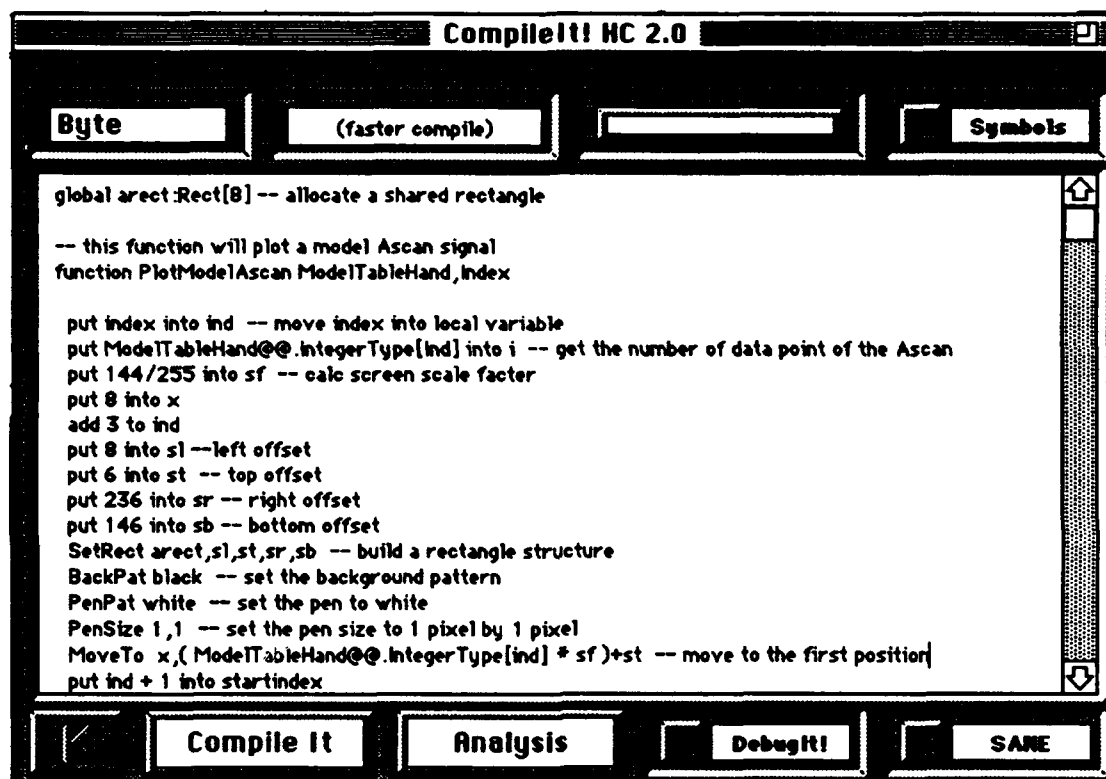 CompileIt! HC 2.0
Byte
(faster compile)
Symbols
global arect:Rect[8] -- allocate a shared rectangle
-- this function will plot a model Ascan signal
function PlotModelAscan ModelTableHand,Index
put index into ind -- move index into local variable
put ModelTableHand@@.IntegerType[ind] into i -- get the number of data point of the Ascan
put 144/255 into sf -- calc screen scale facter
put 8 into x
add 3 to ind
put 8 into sl --left offset
put 6 into st -- top offset
put 236 into sr -- right offset
put 146 into sb -- bottom offset
SetRect arect,sl,st,sr,sb -- build a rectangle structure
BackPat black -- set the background pattern
PenPat white -- set the pen to white
PenSize 1,1 -- set the pen size to 1 pixel by 1 pixel
MoveTo x,( ModelTableHand@@.IntegerType[ind] * sf )+st -- move to the first position
put ind + 1 into startindex
Compile It
Analysis
DebugIt!
SANE